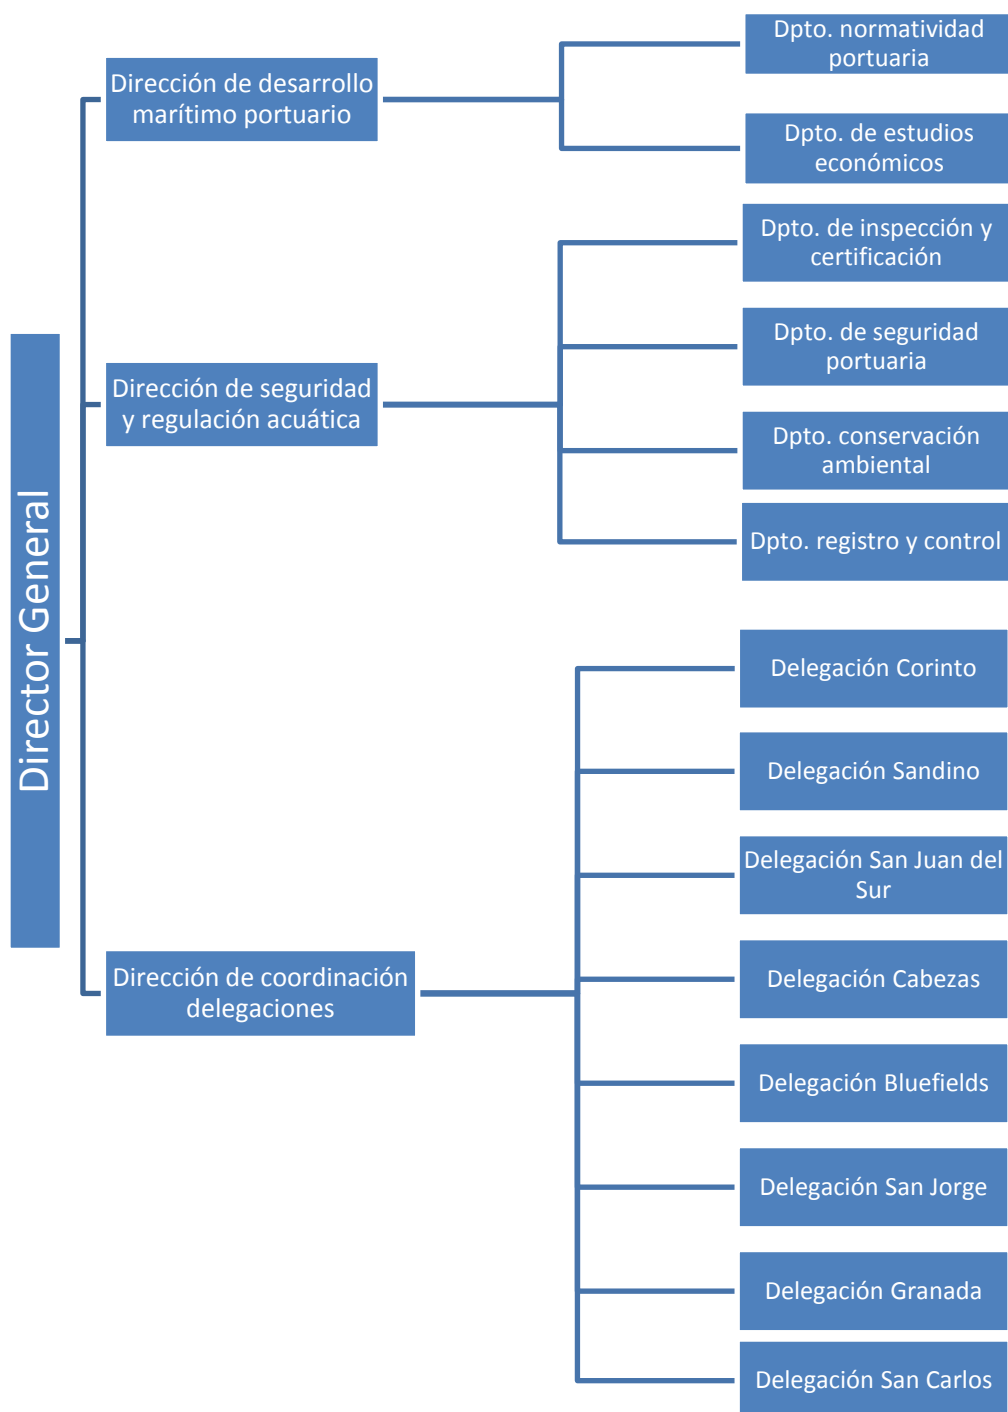 Director General
Dirección de desarrollo
marítimo portuario
Dpto. normatividad
portuaria
Dpto. de estudios
económicos
Dirección de seguridad
y regulación acuática
Dpto. de inspección y
certificación
Dpto. de seguridad
portuaria
Dpto. conservación
ambiental
Dpto. registro y control
Dirección de coordinación
delegaciones
Delegación Corinto
Delegación Sandino
Delegación San Juan del
Sur
Delegación Cabezas
Delegación Bluefields
Delegación San Jorge
Delegación Granada
Delegación San Carlos